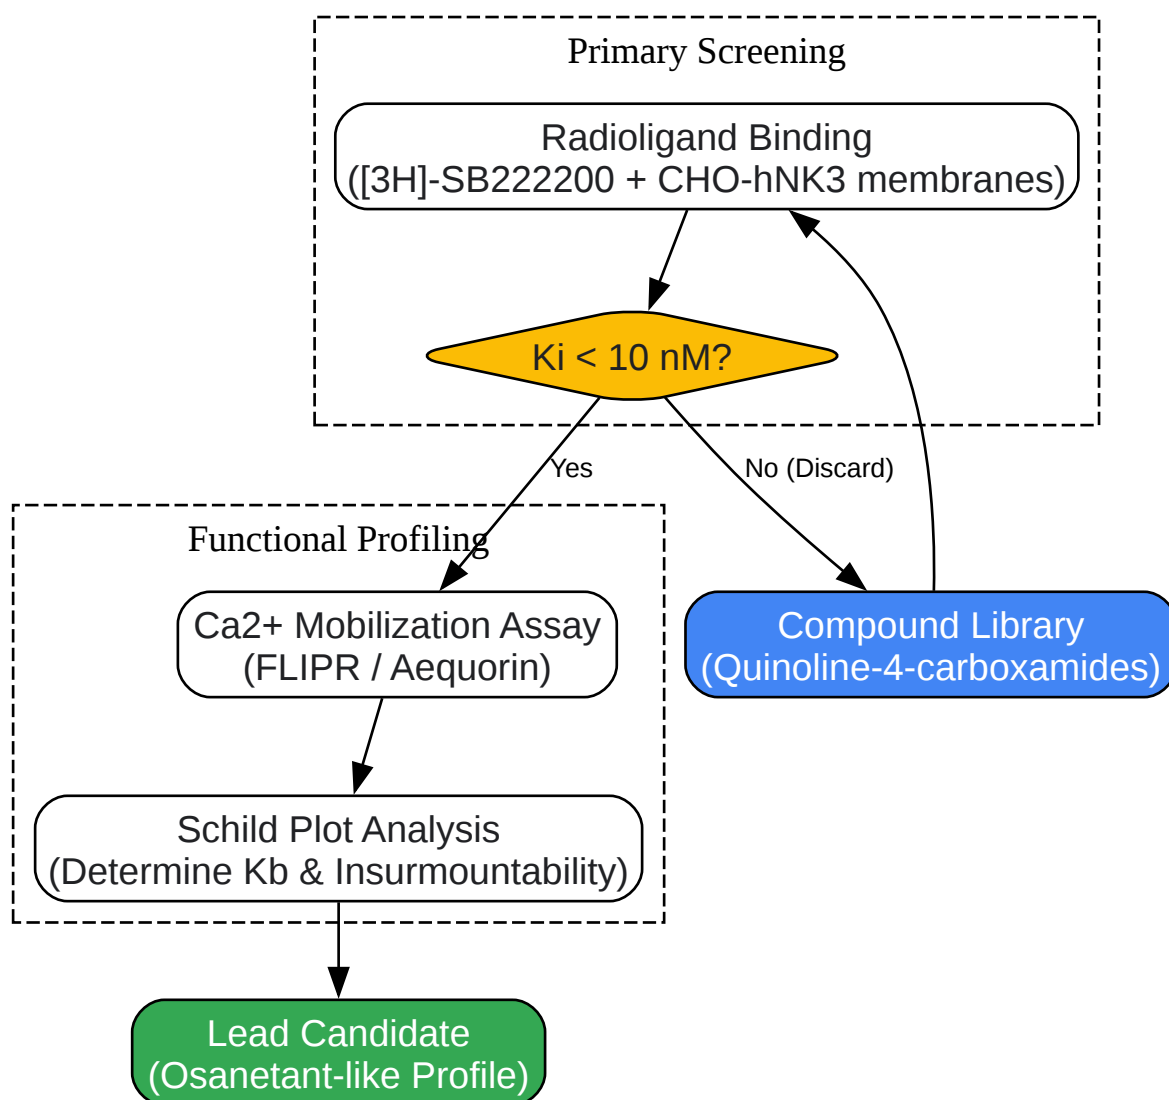 Primary Screening
Radioligand Binding
([3H]-SB222200 + CHO-hNK3 membranes)
Ki < 10 nM?
Yes
No (Discard)
Functional Profiling
Ca2+ Mobilization Assay
(FLIPR / Aequorin)
Compound Library
(Quinoline-4-carboxamides)
Schild Plot Analysis
(Determine Kb & Insurmountability)
Lead Candidate
(Osanetant-like Profile)